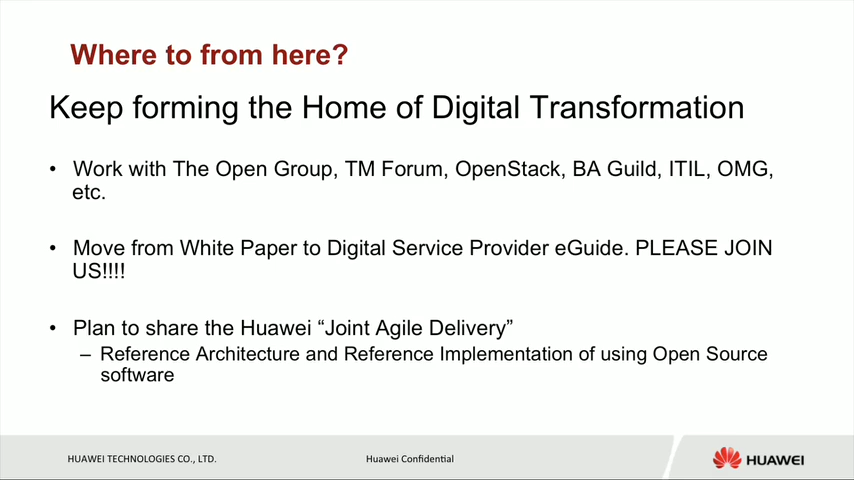 Where to from here?
Keep forming the Home of Digital Transformation
• Work with The Open Group, TM Forum, OpenStack, BA Guild, ITIL, OMG,
etc.
• Move from White Paper to Digital Service Provider eGuide. PLEASE JOIN
US!!!!
• Plan to share the Huawei “Joint Agile Delivery”
– Reference Architecture and Reference Implementation of using Open Source
software
HUAWEI TECHNOLOGIES CO., LTD.
Huawei Confidential
HUAWEI